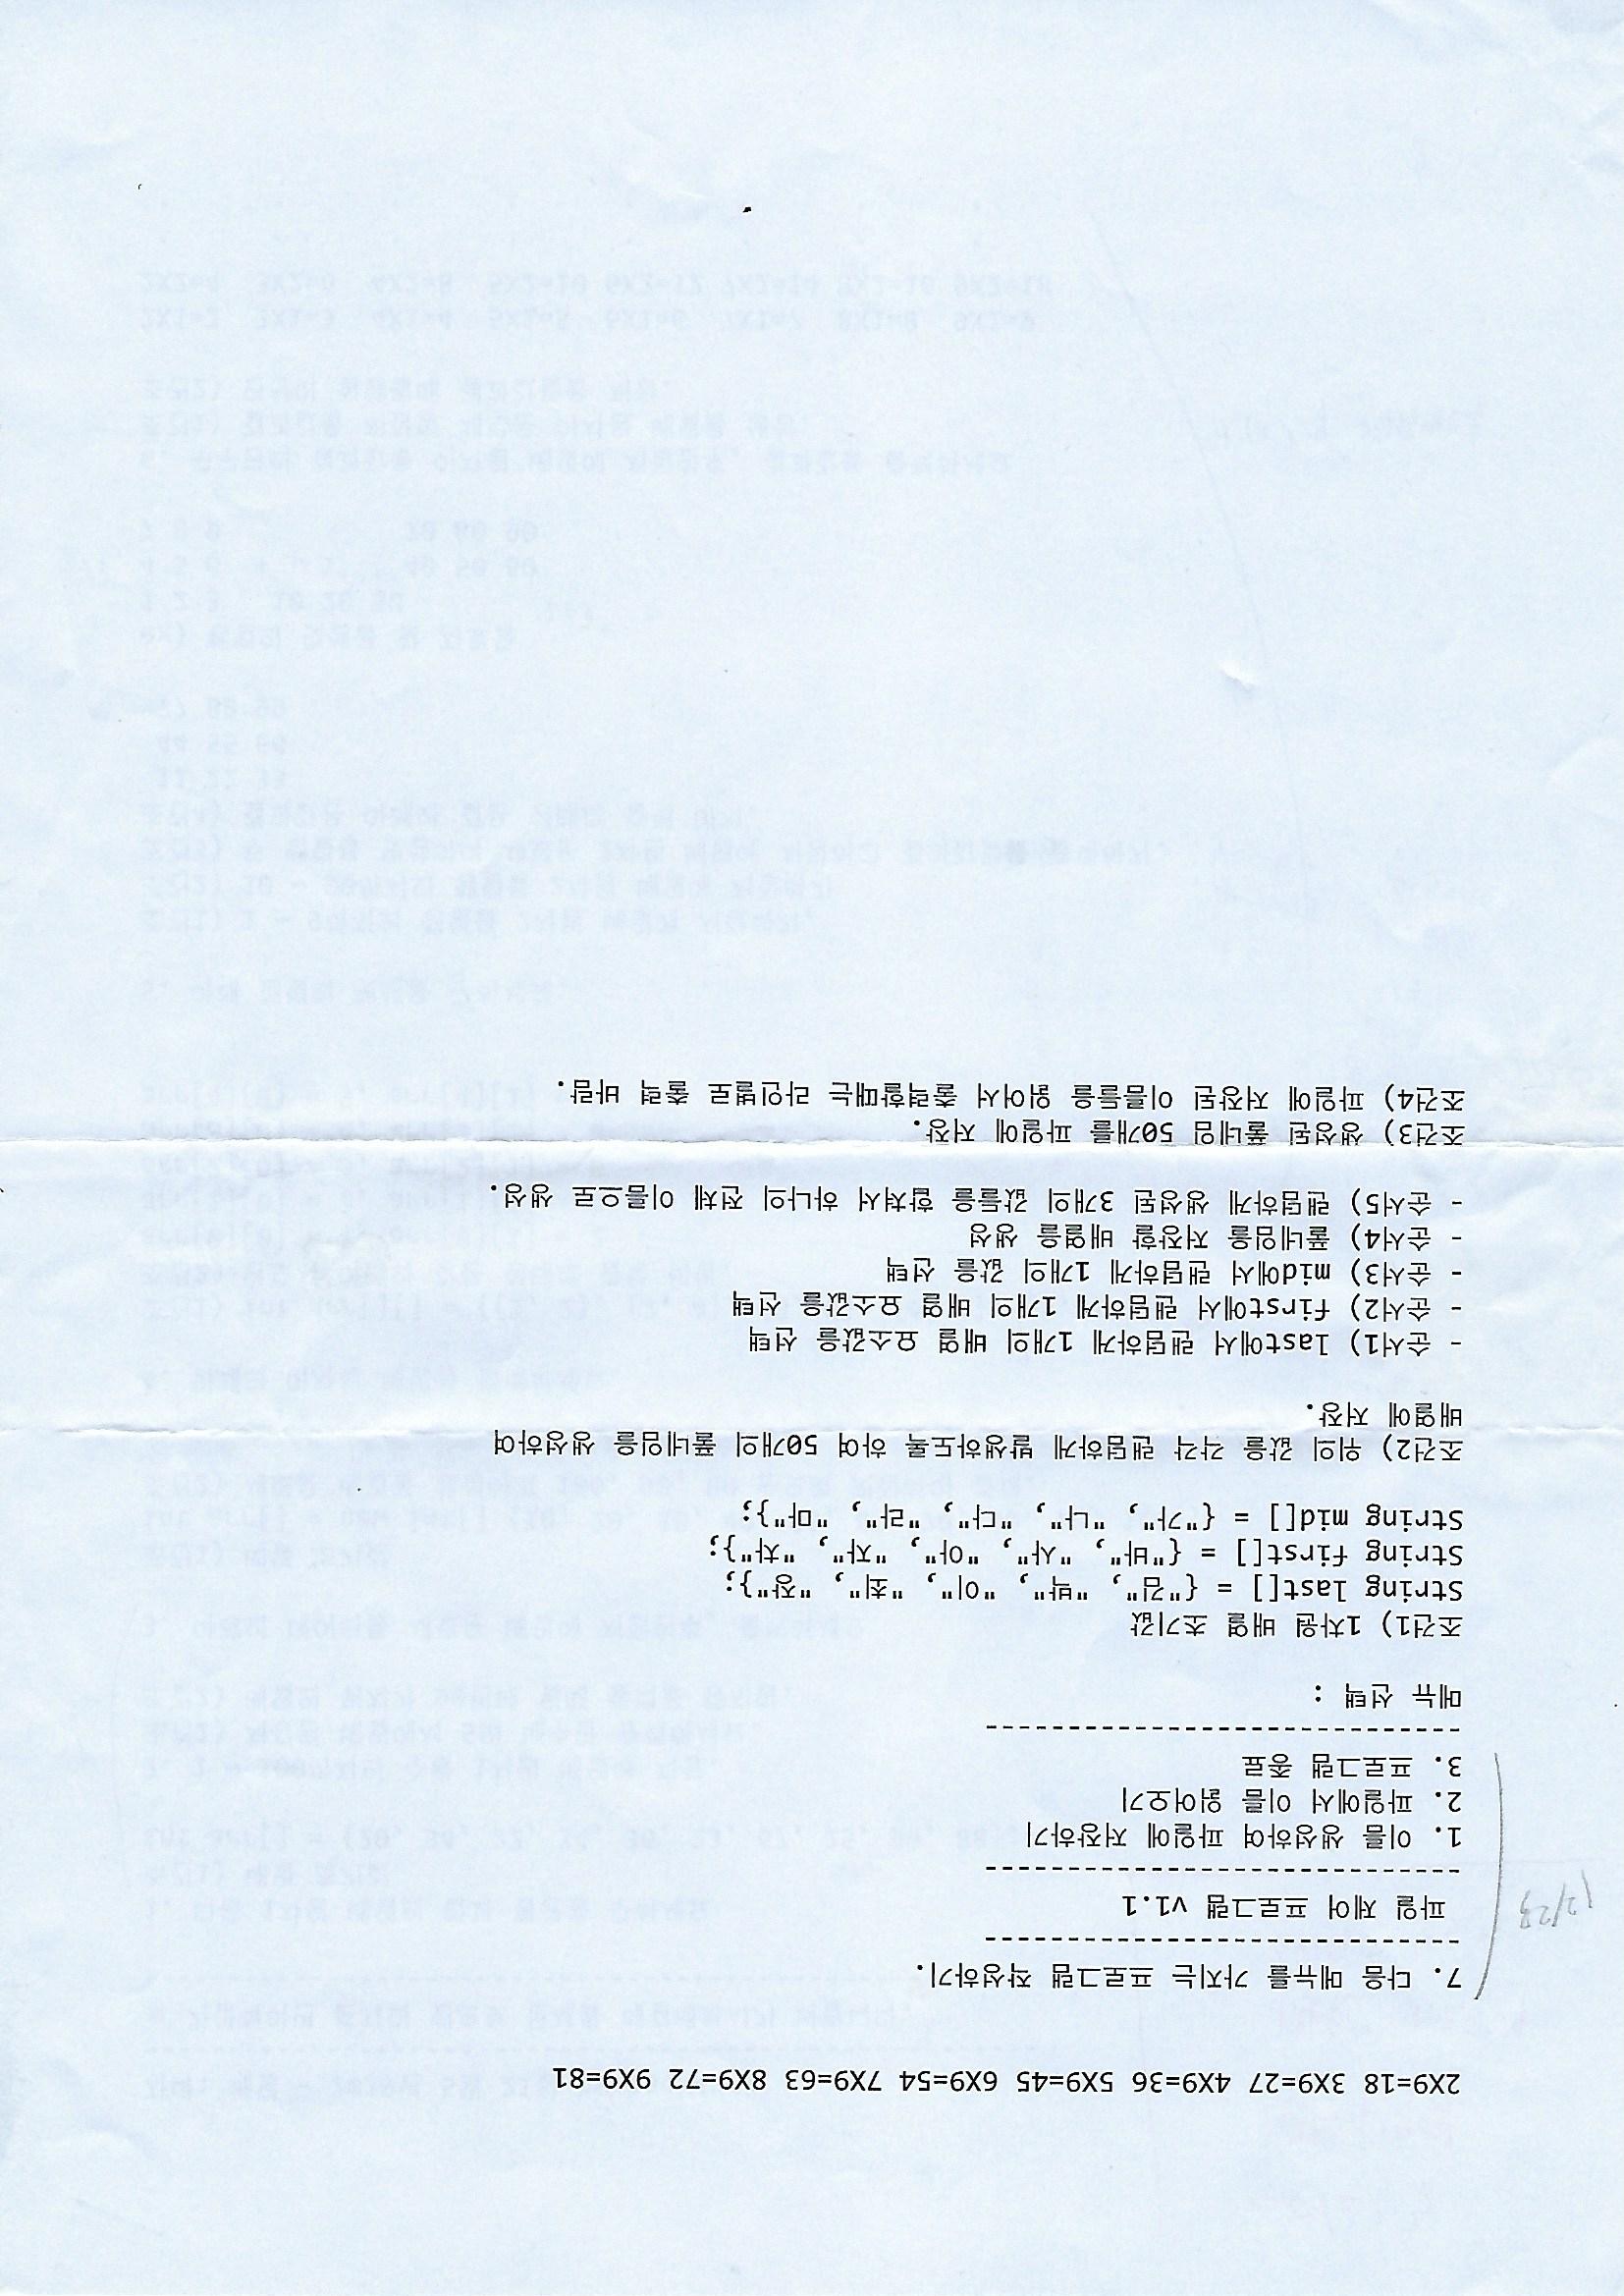 2X9=18 3X9=27 4X9=36 5X9=45 6X9=54 7X9=63 8X9=72 9X9=81
7. 다음 메뉴를 가지는 프로그램 작성하기.
-----------------------------
12/23
파일 제어 프로그램 v1.1
-----------------------------
1. 이름 생성하여 파일에 저장하기
2. 파일에서 이름 읽어오기
3. 프로그램 종료
-----------------------------
메뉴 선택 :
조건1) 1차원 배열 초기값
String last[] = {"김", "박", "이", "최", "장"};
String first[] = {"바", "사", "아", "자", "차"};
String mid[] = {"가", "나", "다", "라", "마"};
조건2) 위의 값을 각각 랜덤하게 발생하도록 하여 50개의 풀네임을 생성하여
배열에 저장.
- 순서1) last에서 랜덤하게 1개의 배열 요소값을 선택
- 순서2) first에서 랜덤하게 1개의 배열 요소값을 선택
- 순서3) mid에서 랜덤하게 1개의 값을 선택
- 순서4) 풀네임을 저장할 배열을 생성
- 순서5) 랜덤하게 생성된 3개의 값들을 합쳐서 하나의 전체 이름으로 생성.
조건3) 생성된 풀네임 50개를 파일에 저장.
조건4) 파일에 저장된 이름들을 읽어서 출력할때는 라인별로 출력 바람.